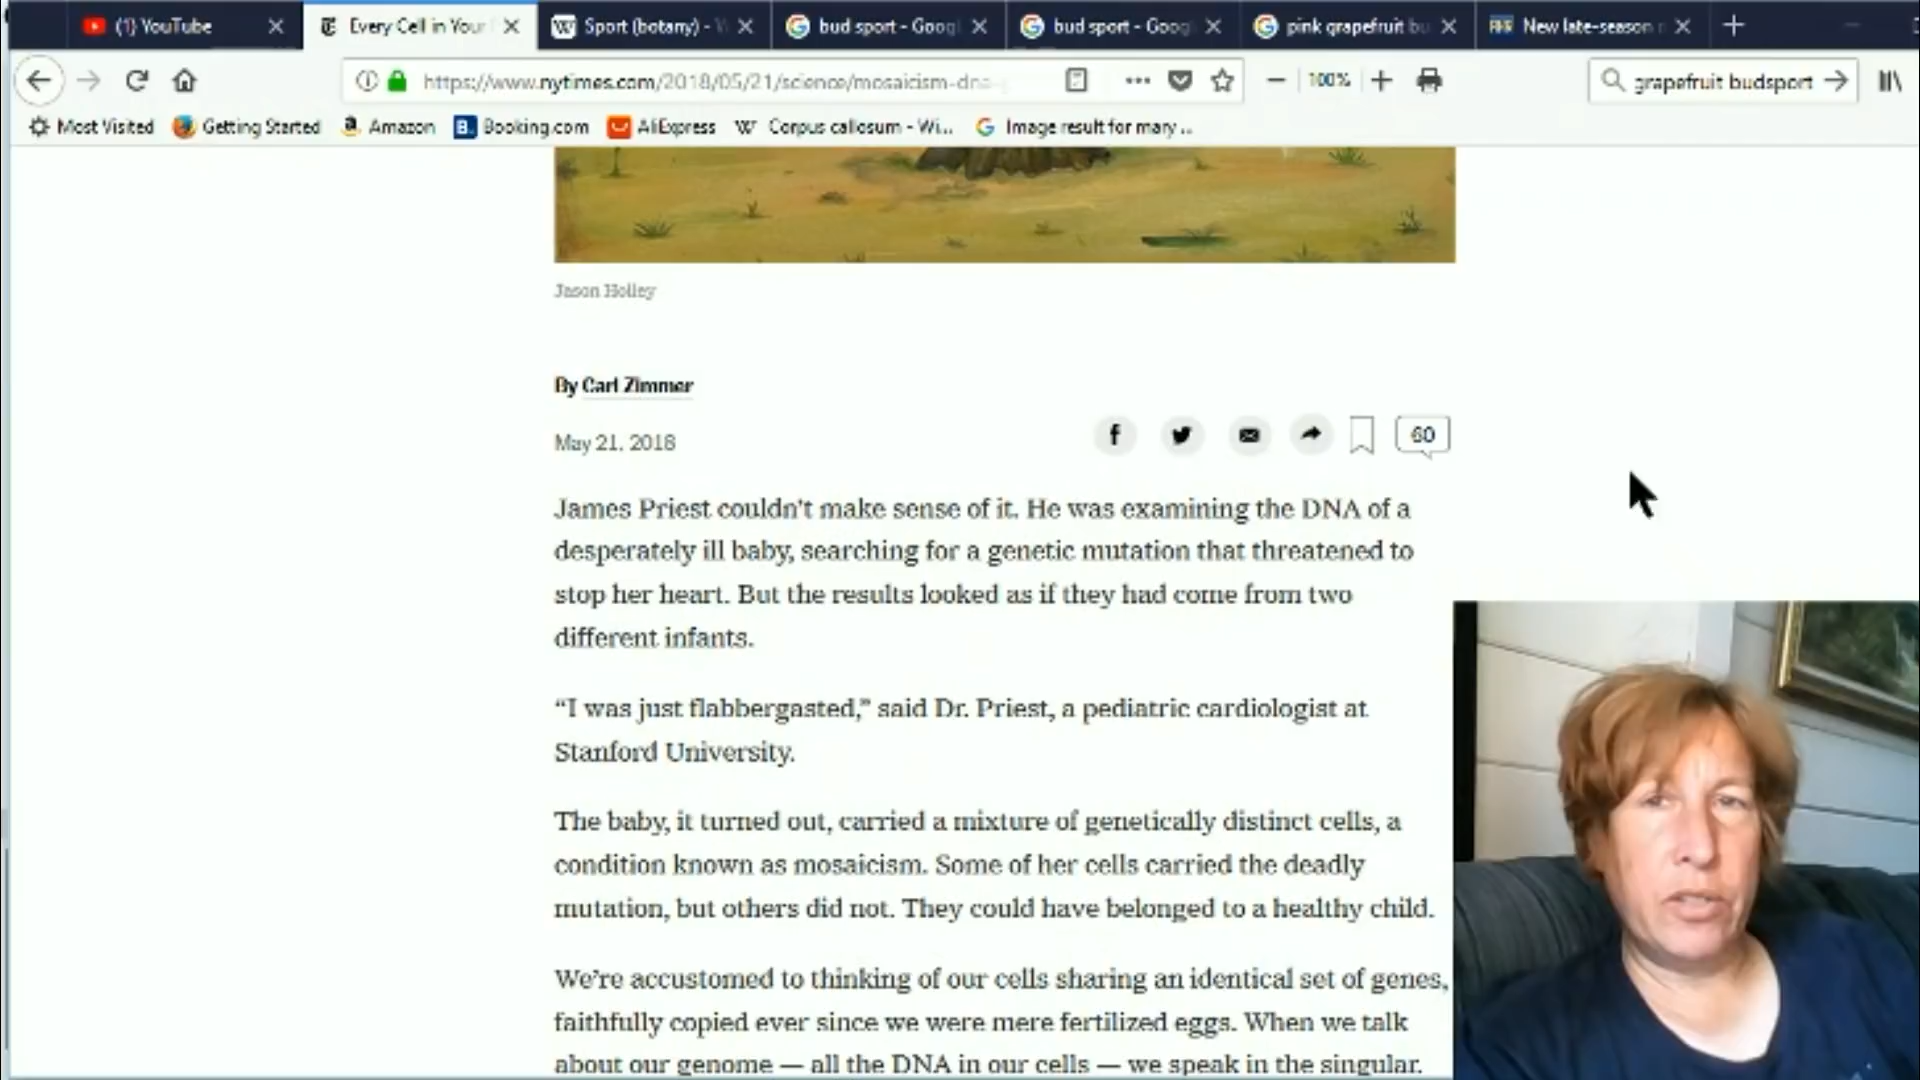 (1) YouTube
Every Cell in Your
Sport (botany) -
bud sport - Googl
bud sport - Goog
pink grapefruit bu
New late-season
https://www.nytimes.com/2018/05/21/science/mosaicism-dna-
100%
grapefruit budsport
Most Visited
Getting Started
Amazon
B. Booking.com
AliExpress
W Corpus callosum - Wi...
Image result for mary ...
Jason Holley
By Carl Zimmer
May 21, 2018
60
James Priest couldn't make sense of it. He was examining the DNA of a
desperately ill baby, searching for a genetic mutation that threatened to
stop her heart. But the results looked as if they had come from two
different infants.
“I was just flabbergasted,” said Dr. Priest, a pediatric cardiologist at
Stanford University.
The baby, it turned out, carried a mixture of genetically distinct cells, a
condition known as mosaicism. Some of her cells carried the deadly
mutation, but others did not. They could have belonged to a healthy child.
We’re accustomed to thinking of our cells sharing an identical set of genes,
faithfully copied ever since we were mere fertilized eggs. When we talk
about our genome — all the DNA in our cells — we speak in the singular.